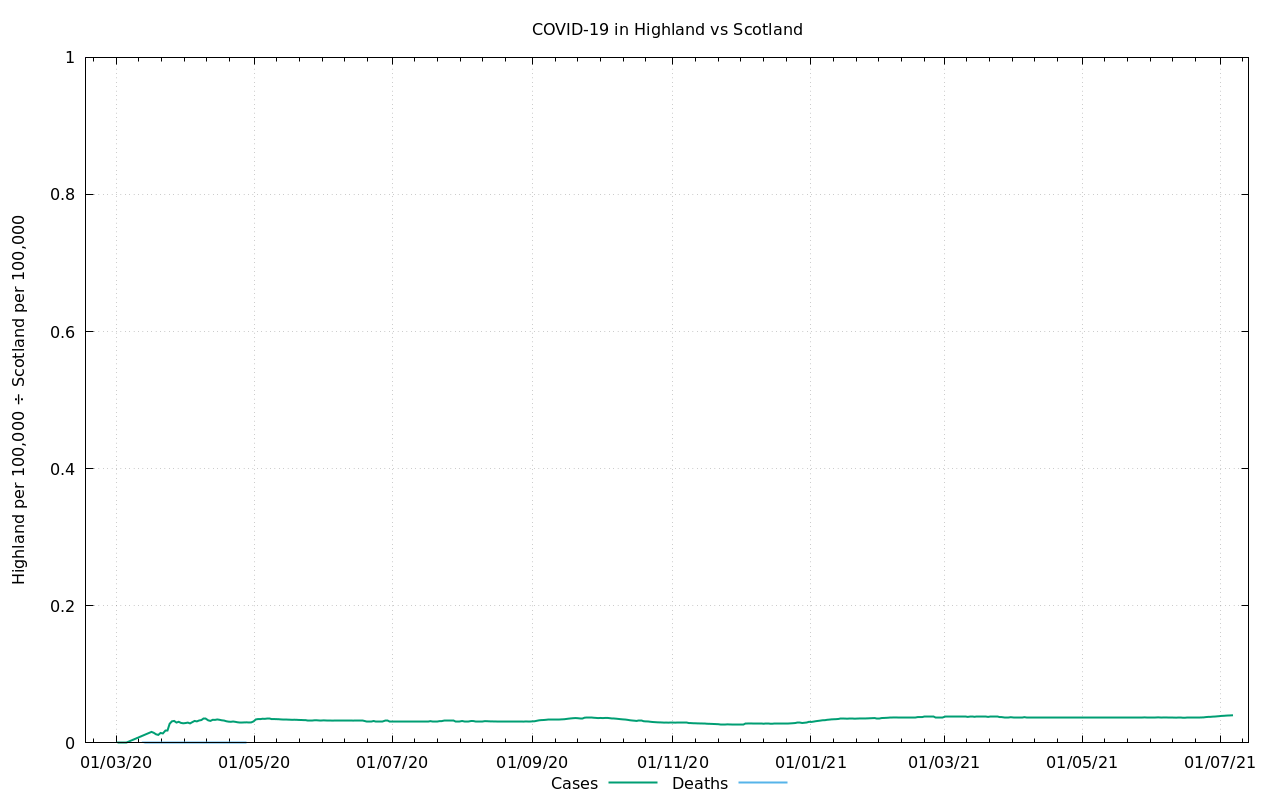 COVID-19 in Highland vs Scotland
Highland per 100,000 ÷ Scotland per 100,000
1
0.8
0.6
0.4
0.2
0
01/03/20 01/05/20 01/07/20 01/09/20 01/11/20 01/01/21 01/03/21 01/05/21 01/07/21
Cases Deaths